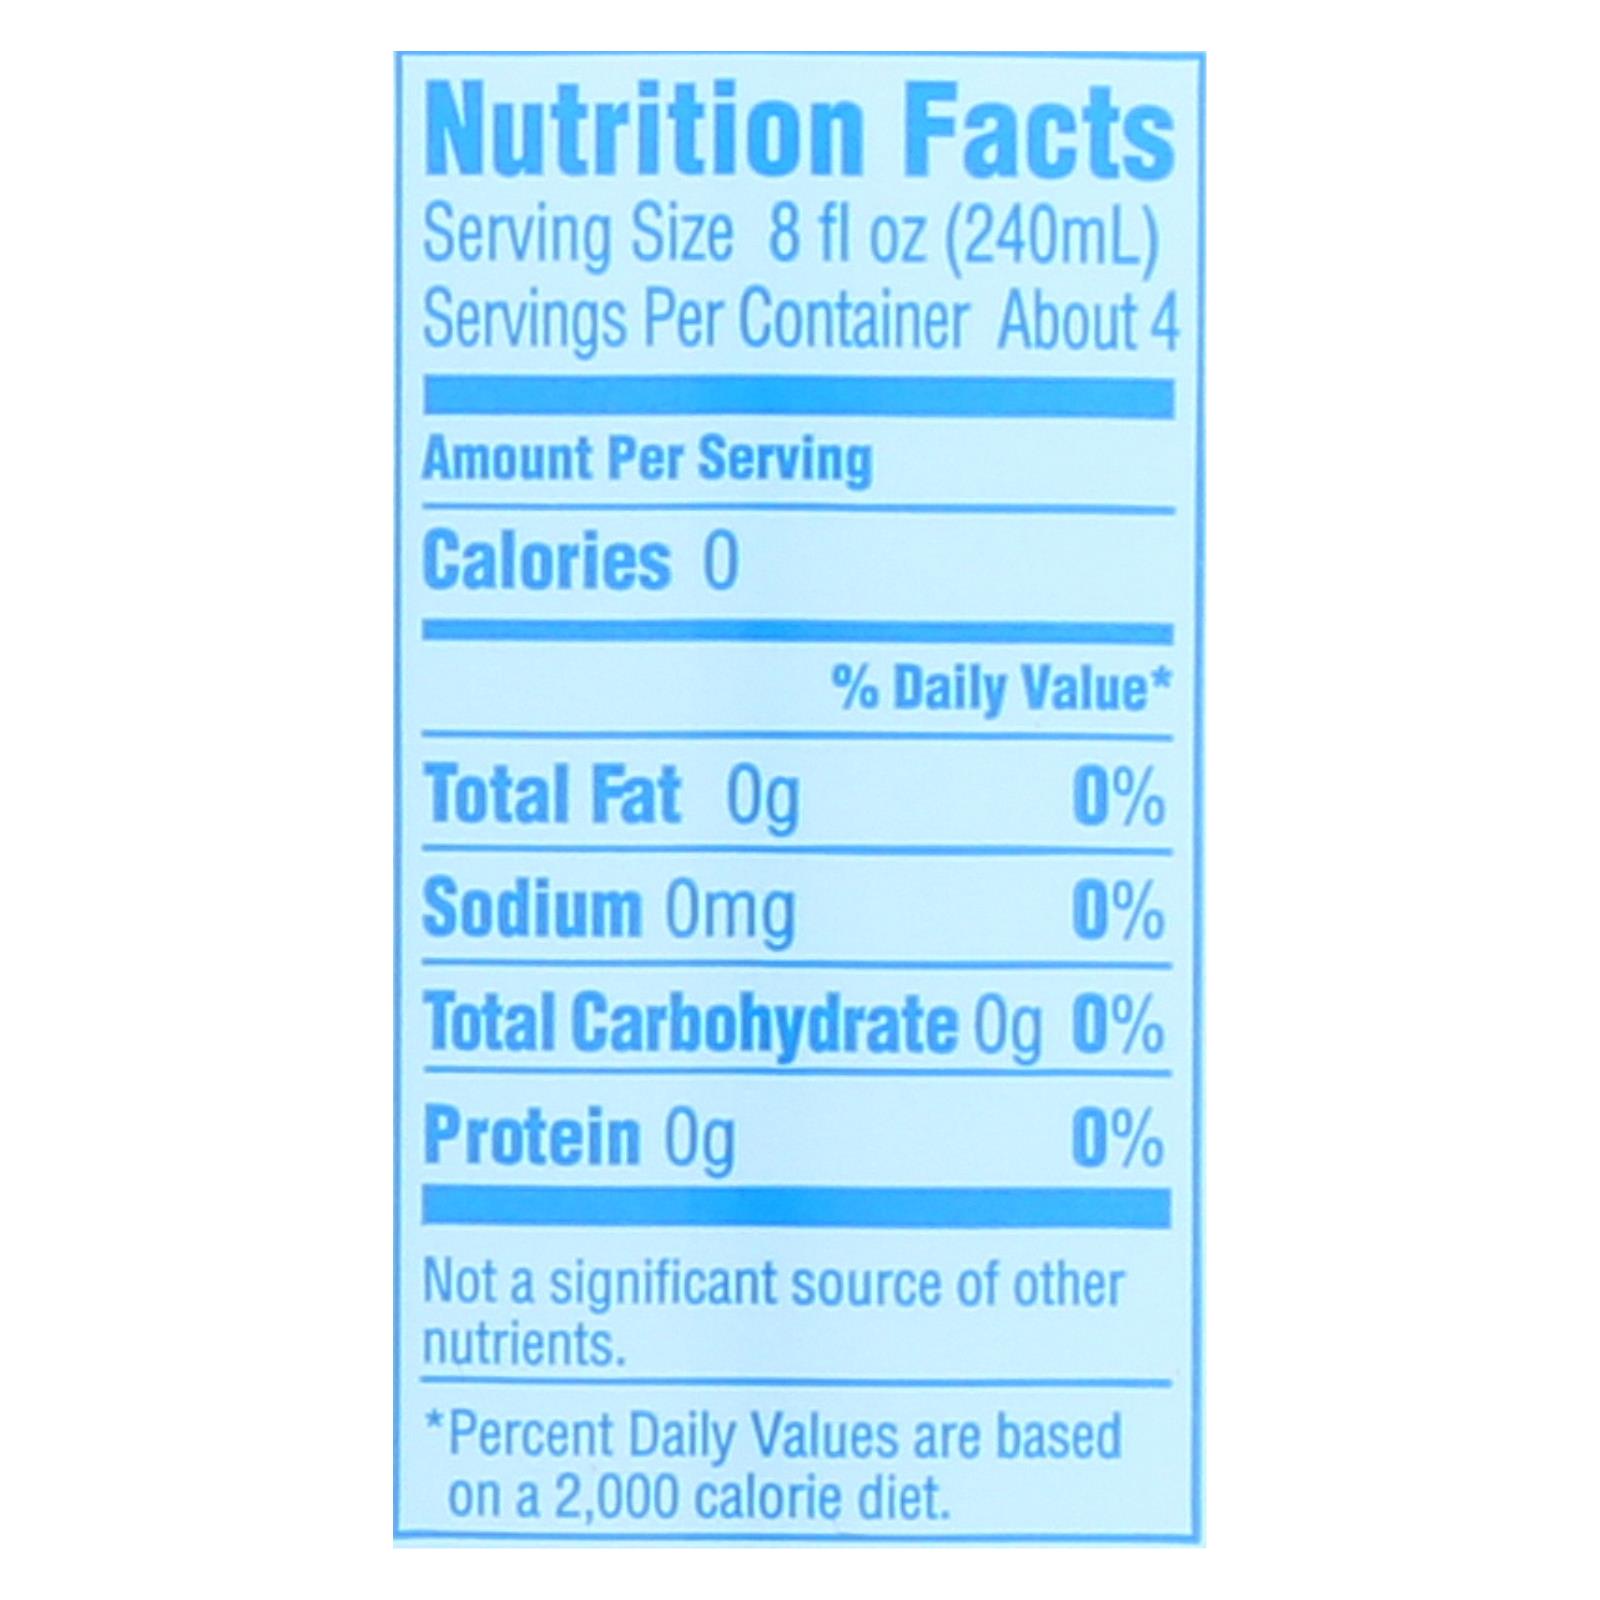 Nutrition Facts
Serving Size 8 fl oz (240mL)
Servings Per Container About 4
Amount Per Serving
Calories 0
% Daily Value*
Total Fat 0g 0%
Sodium 0mg 0%
Total Carbohydrate 0g 0%
Protein 0g 0%
Not a significant source of other
nutrients.
*Percent Daily Values are based
on a 2,000 calorie diet.